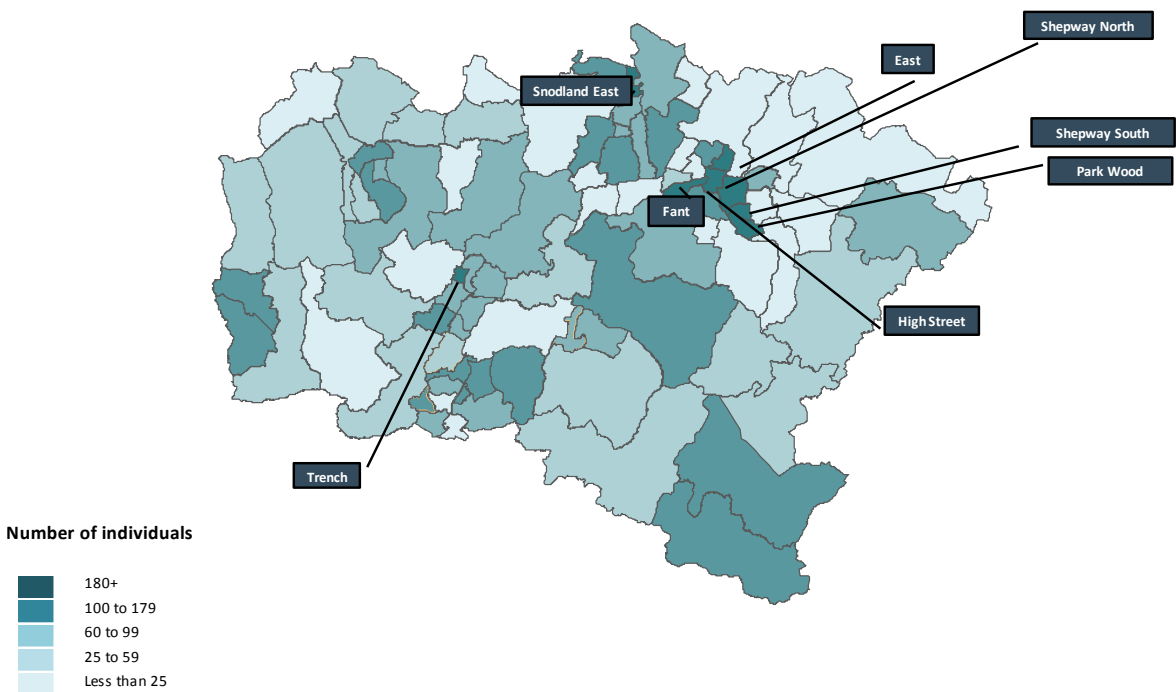 Shepway North
East
Snodland East
Shepway South
Park Wood
Fant
High Street
Trench
Number of individuals
180+
100 to 179
60 to 99
25 to 59
Less than 25